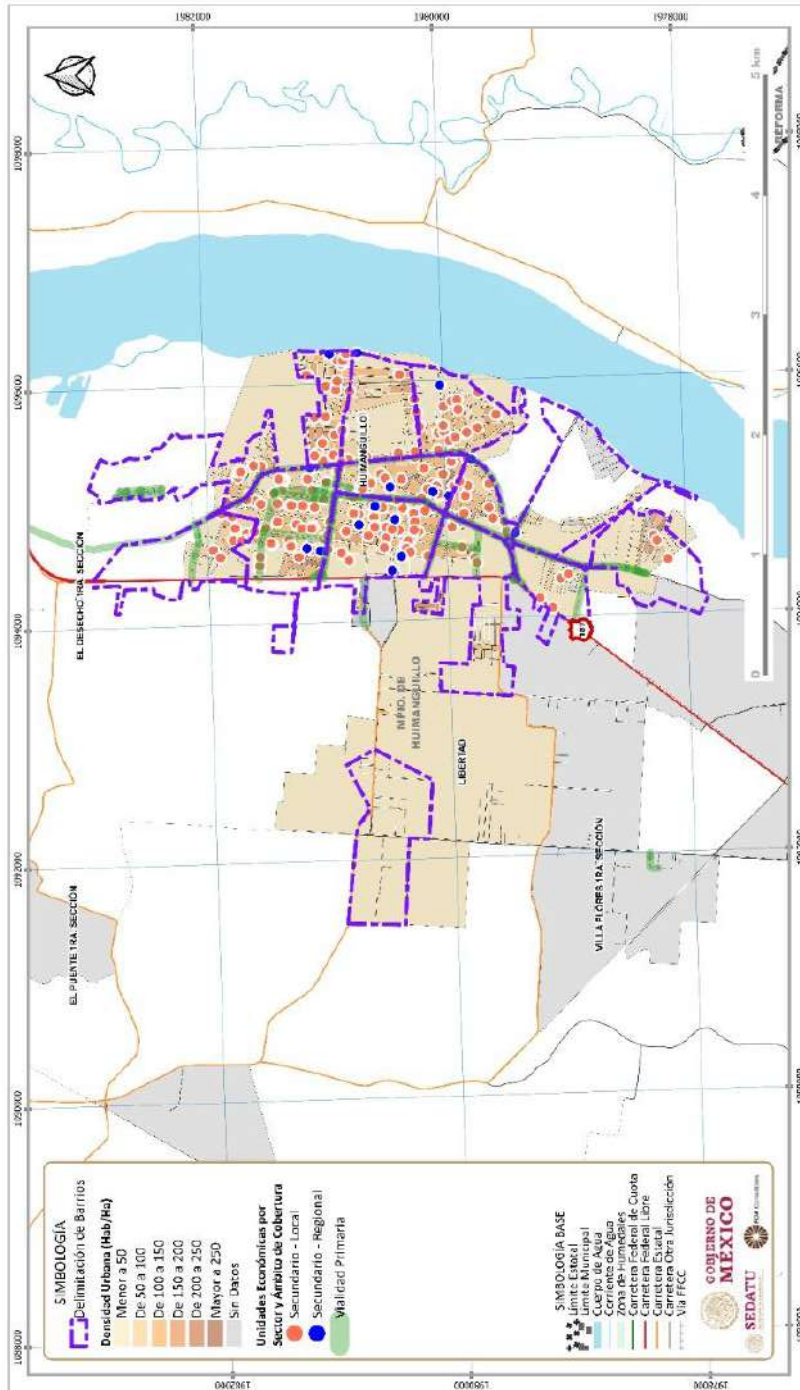 SIMBOLOGÍA
Delimitación de Barrios
Densidad Urbana (Hab/Ha)
Menor a 50
De 50 a 100
De 100 a 150
De 150 a 200
De 200 a 250
Mayor a 250
Sin Datos
Unidades Económicas por
Sector y Ámbito de Cobertura
Secundario - Local
Secundario - Regional
Vialidad Primaria
SIMBOLOGÍA BASE
Límite Estatal
Límite Municipal
Cuerpo de Agua
Corriente de Agua
Zona de Humedales
Carretera Federal de Cuota
Carretera Federal Libre
Carretera Estatal
Carretera Otra Jurisdicción
Vía FFCC
GOBIERNO DE
MÉXICO
SEDATU
EL PUENTE 1RA. SECCIÓN
EL DESECHO 1RA. SECCIÓN
HUIMANGUILLO
MPIO. DE
HUIMANGUILLO
LIBERTAD
VILLA FLORES 1RA. SECCIÓN
187
REFORMA
0 1 2 3 4 5 km
1982000
1980000
1978000